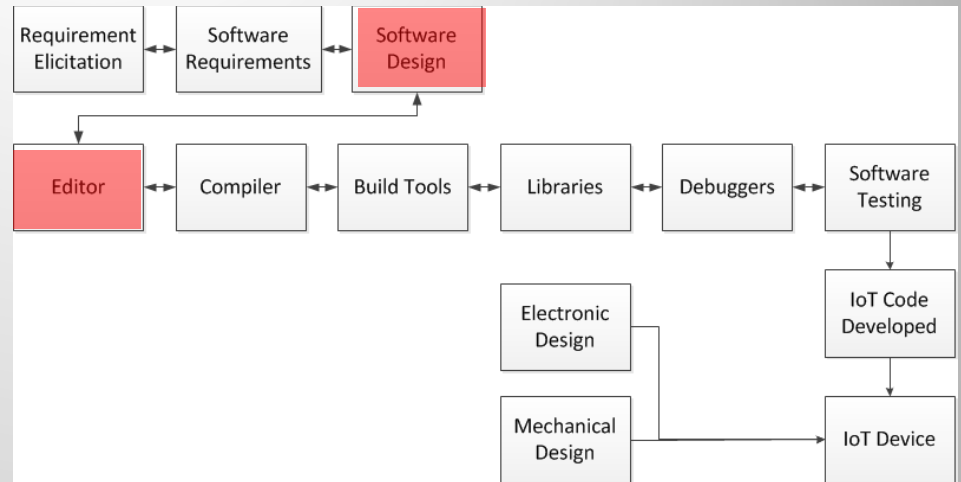 Requirement
Elicitation
Software
Requirements
Software
Design
Editor
Compiler
Build Tools
Libraries
Debuggers
Software
Testing
Electronic
Design
IoT Code
Developed
Mechanical
Design
IoT Device